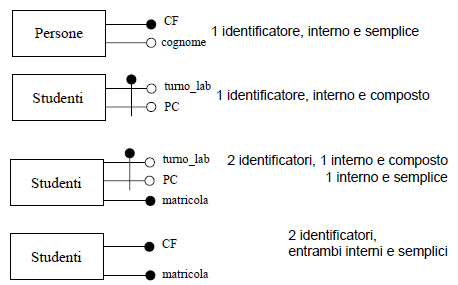 Persone
CF
cognome
1 identificatore, interno e semplice
Studenti
turno_lab
PC
1 identificatore, interno e composto
Studenti
turno_lab
PC
matricola
2 identificatori, 1 interno e composto
1 interno e semplice
Studenti
CF
matricola
2 identificatori,
entrambi interni e semplici